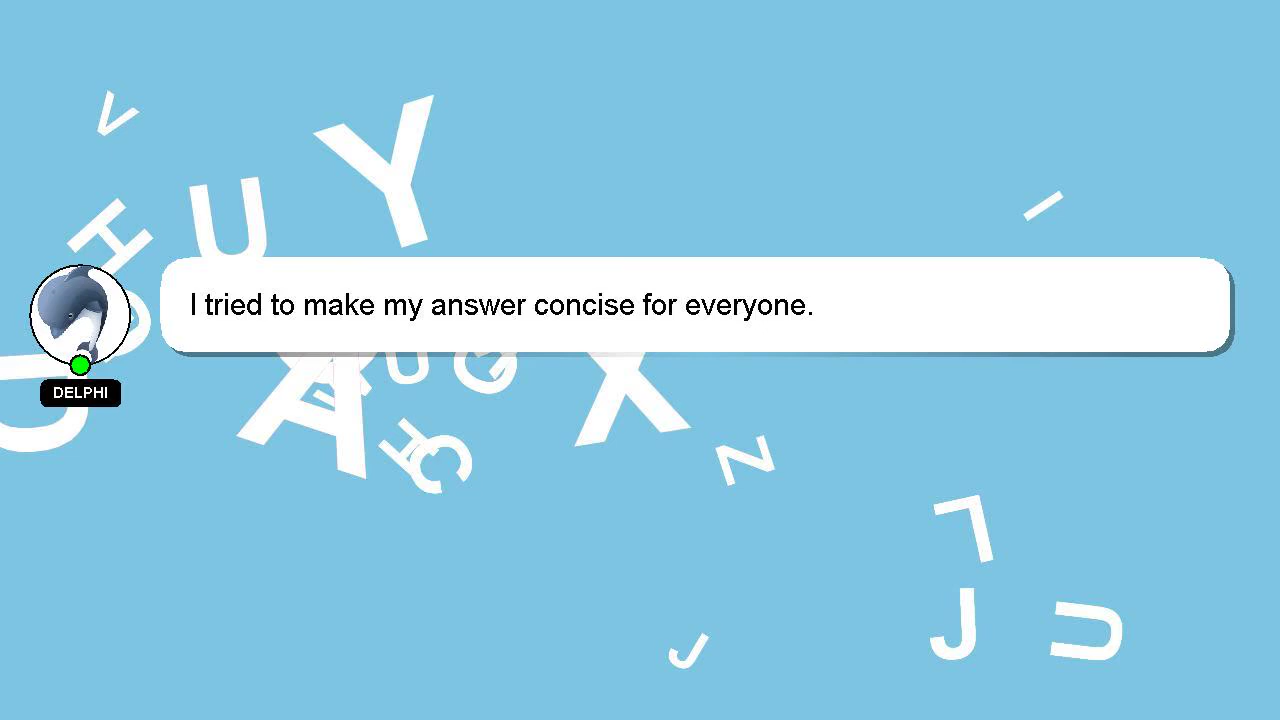 V
Y
H
U
I
I tried to make my answer concise for everyone.
DELPHI
U
G
A
X
H
C
N
L
J
U
J